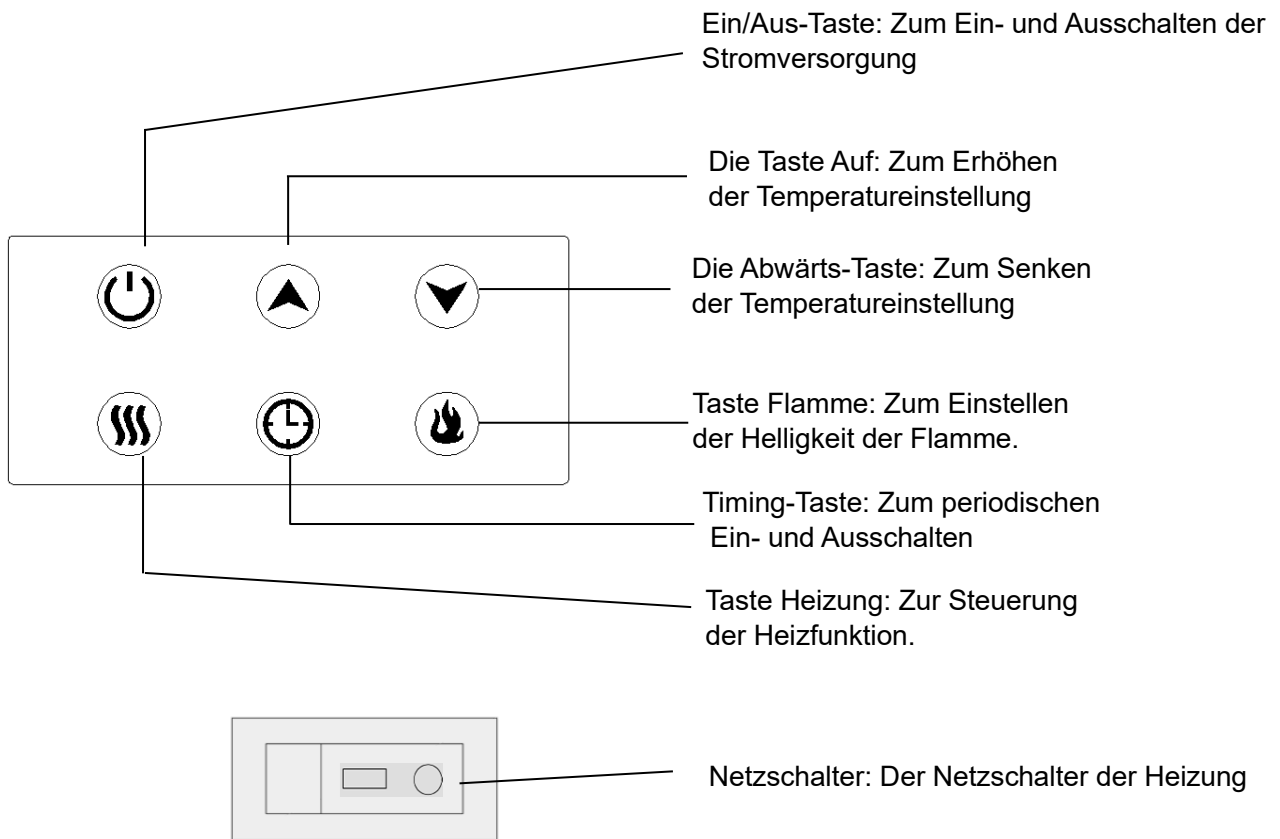 Ein/Aus-Taste: Zum Ein- und Ausschalten der
Stromversorgung
Die Taste Auf: Zum Erhöhen
der Temperatureinstellung
Die Abwärts-Taste: Zum Senken
der Temperatureinstellung
Taste Flamme: Zum Einstellen
der Helligkeit der Flamme.
Timing-Taste: Zum periodischen
Ein- und Ausschalten
Taste Heizung: Zur Steuerung
der Heizfunktion.
Netzschalter: Der Netzschalter der Heizung